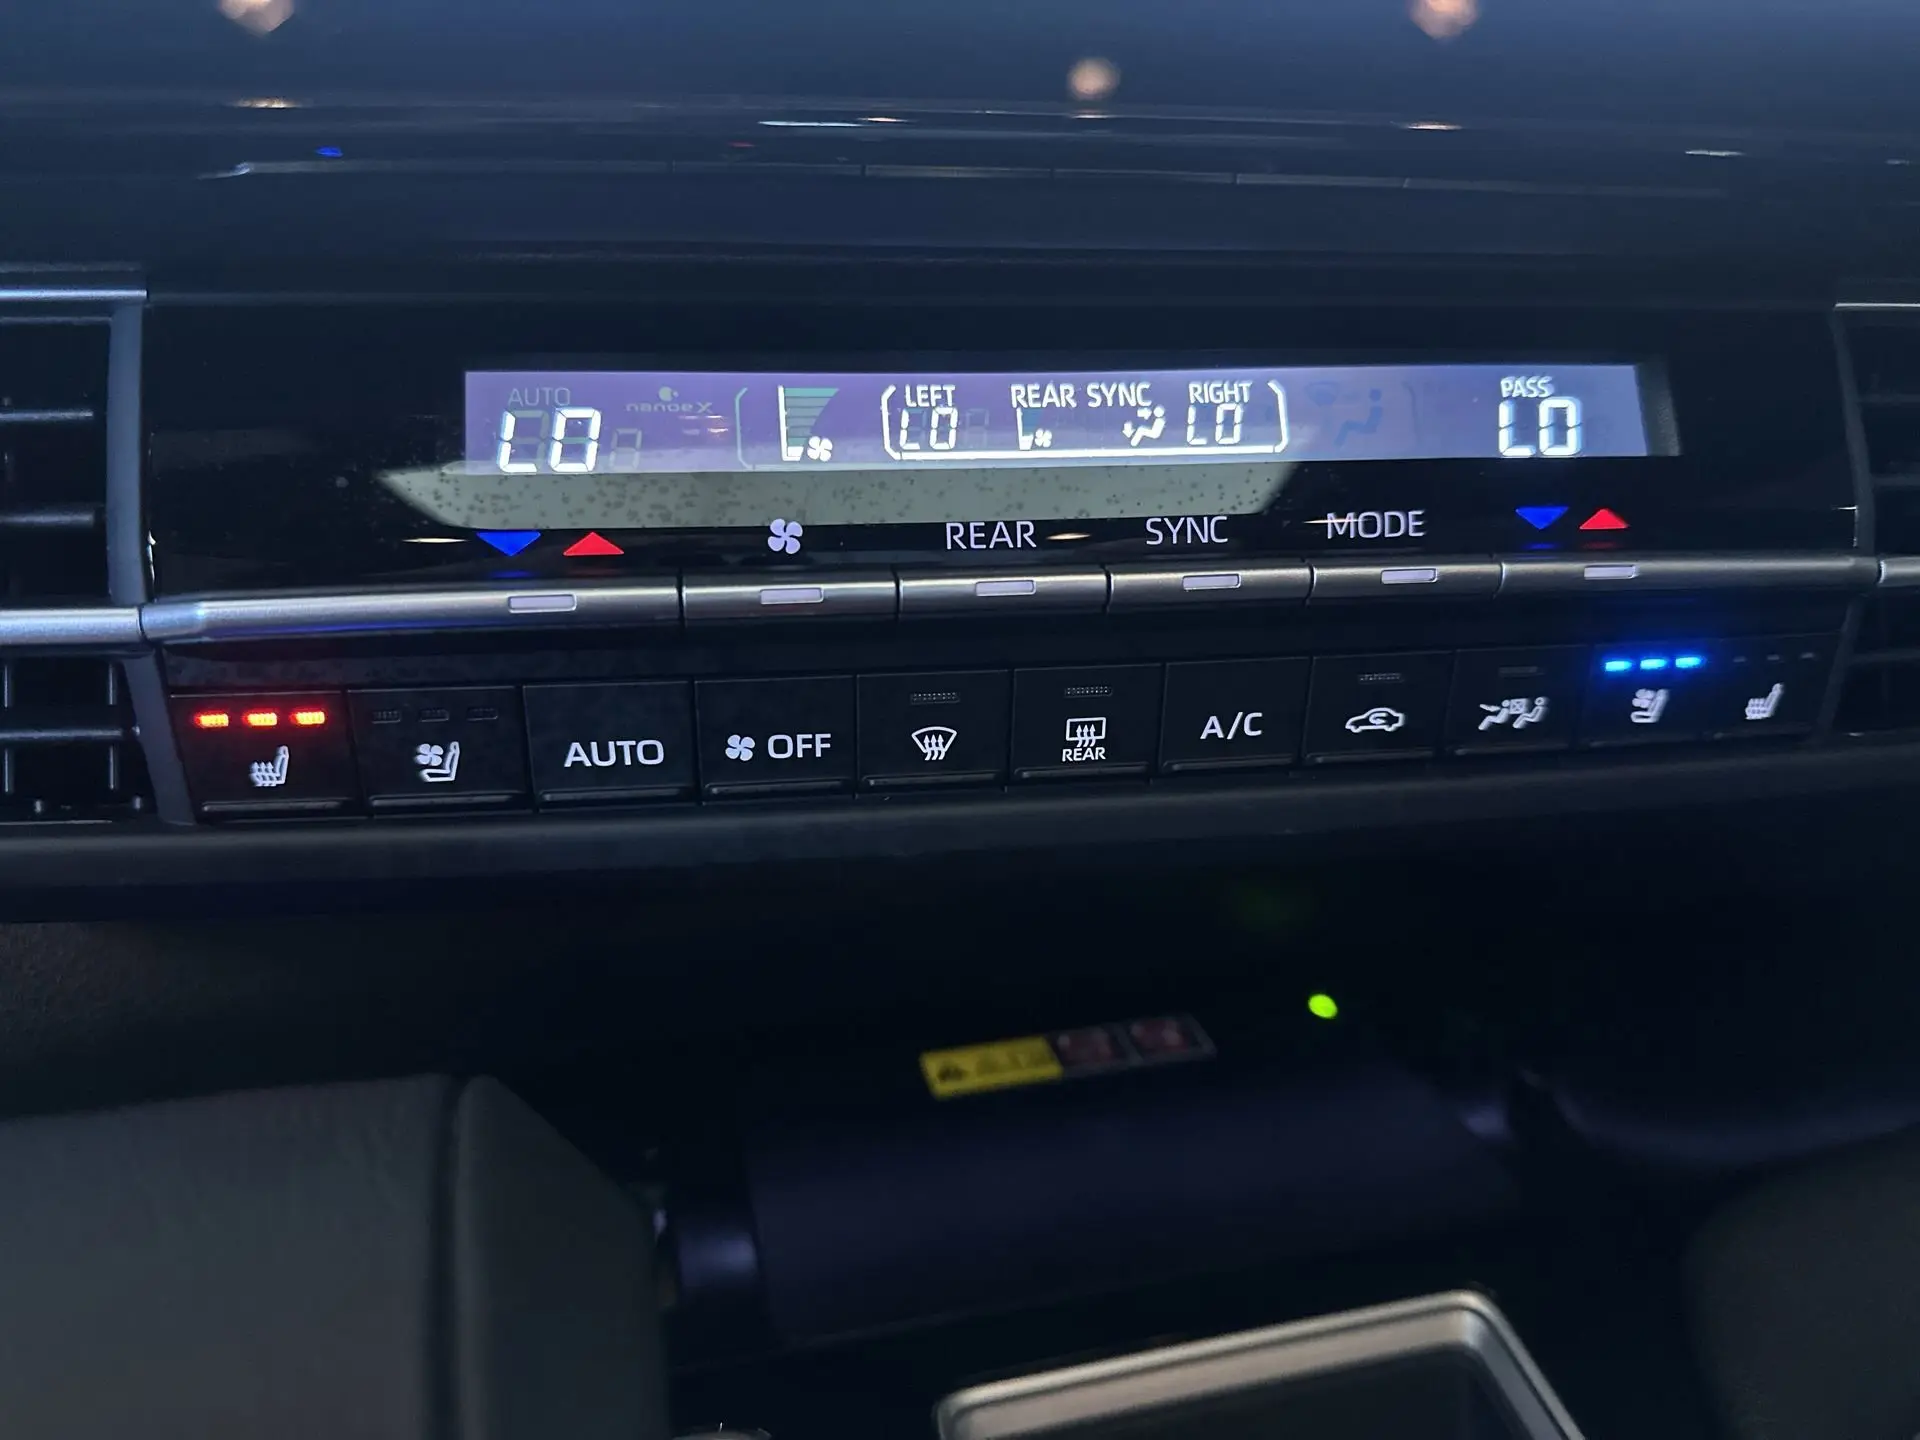 AUTO nanoeX LEFT REAR SYNC RIGHT PASS
LO LO LO LO
REAR SYNC MODE
AUTO OFF REAR A/C